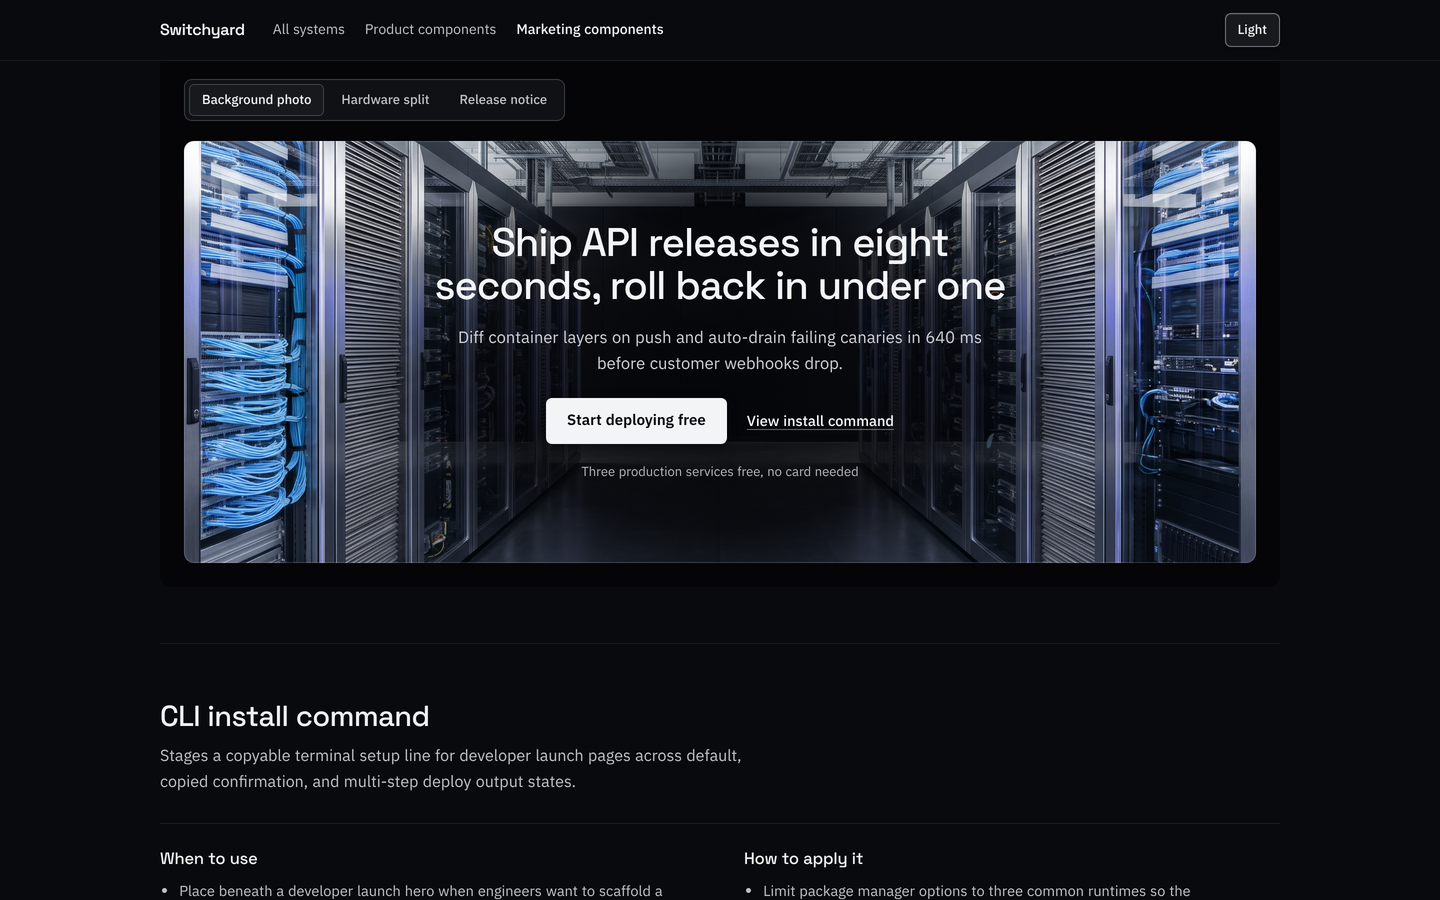 Switchyard
All systems
Product components
Marketing components
Light
Background photo
Hardware split
Release notice
Ship API releases in eight
seconds, roll back in under one
Diff container layers on push and auto-drain failing canaries in 640 ms
before customer webhooks drop.
Start deploying free
View install command
Three production services free, no card needed
CLI install command
Stages a copyable terminal setup line for developer launch pages across default,
copied confirmation, and multi-step deploy output states.
When to use
• Place beneath a developer launch hero when engineers want to scaffold a
How to apply it
• Limit package manager options to three common runtimes so the